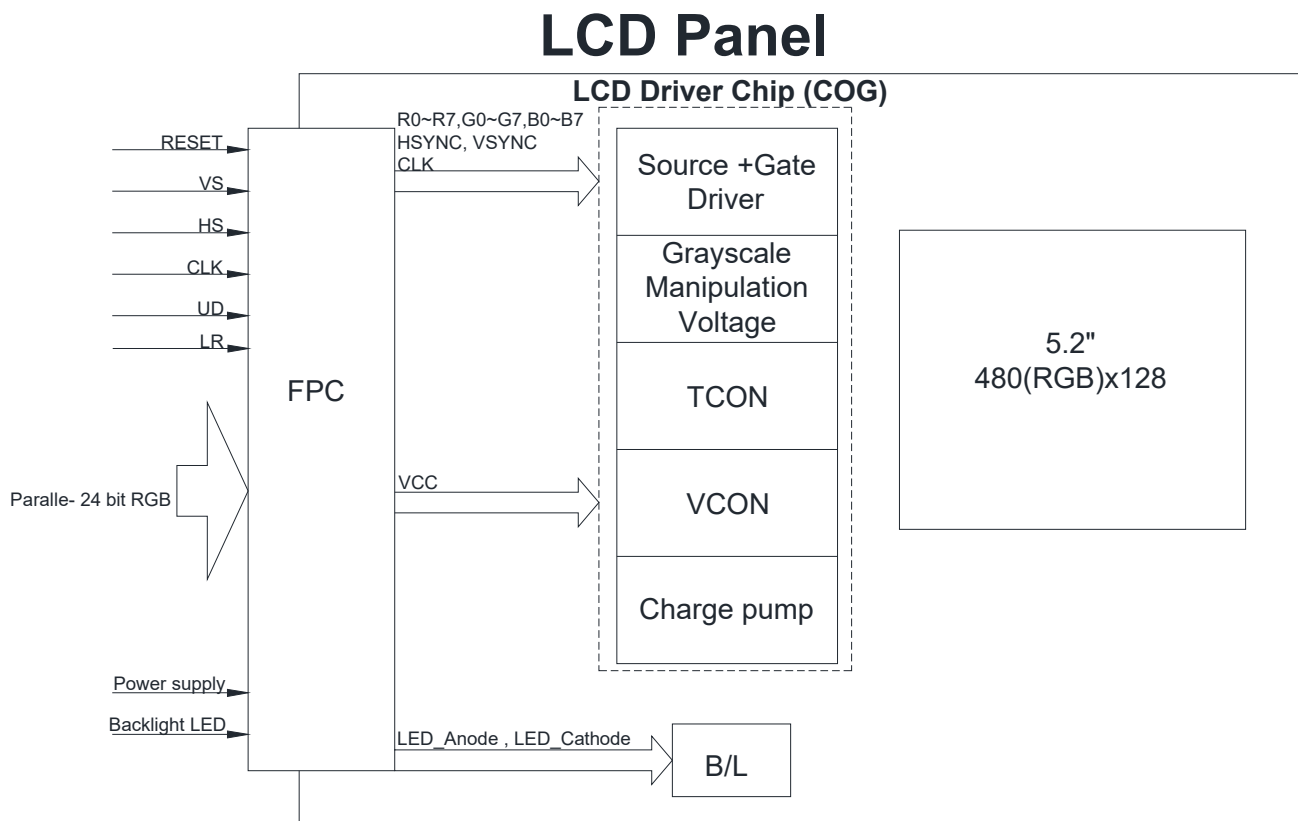 LCD Panel
LCD Driver Chip (COG)
R0~R7,G0~G7,B0~B7
HSYNC, VSYNC
CLK
RESET
VS
HS
CLK
UD
LR
FPC
Paralle- 24 bit RGB
VCC
Power supply
Backlight LED
LED_Anode , LED_Cathode
Source +Gate
Driver
Grayscale
Manipulation
Voltage
TCON
VCON
Charge pump
B/L
5.2"
480(RGB)x128